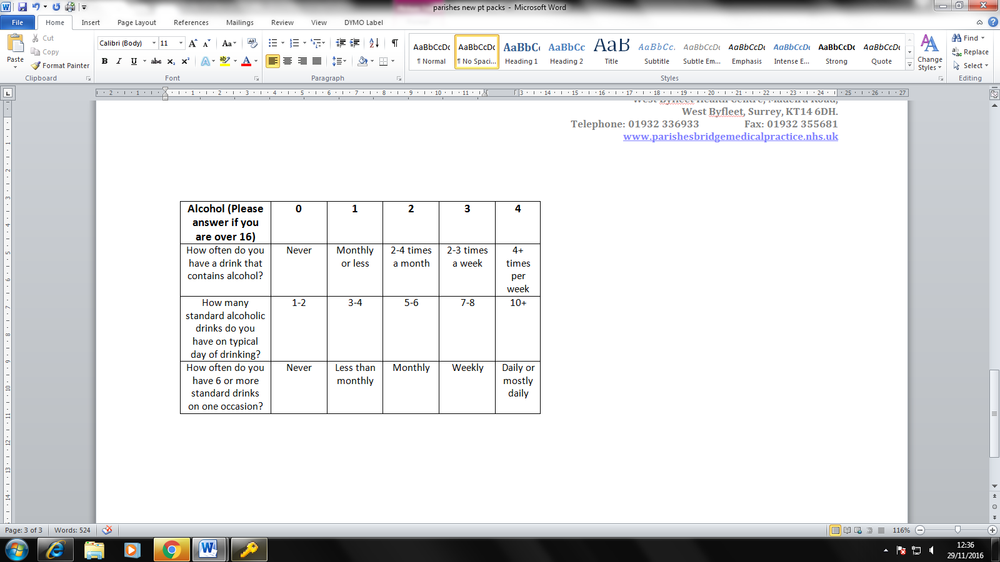 parishes new pt packs - Microsoft Word
File Home Insert Page Layout References Mailings Review View DYMO Label
Paste
Cut
Copy
Format Painter
Clipboard
Calibri (Body) 11
Font
Paragraph
AaBbCcDc AaBbCcDc AaBbCc AaBbCc AaB AaBbCc. AaBbCcDc AaBbCcDc AaBbCcDc AaBbCcDc AaBbCcDc
¶ Normal ¶ No Spaci... Heading 1 Heading 2 Title Subtitle Subtle Em... Emphasis Intense E... Strong Quote
Styles
Change Styles
Find
Replace
Select
Editing
West Byfleet Health Centre, Madeira Road,
West Byfleet, Surrey, KT14 6DH.
Telephone: 01932 336933 Fax: 01932 355681
www.parishesbridgemedicalpractice.nhs.uk
Alcohol (Please answer if you are over 16) 0 1 2 3 4
How often do you have a drink that contains alcohol? Never Monthly or less 2-4 times a month 2-3 times a week 4+ times per week
How many standard alcoholic drinks do you have on typical day of drinking? 1-2 3-4 5-6 7-8 10+
How often do you have 6 or more standard drinks on one occasion? Never Less than monthly Monthly Weekly Daily or mostly daily
Page: 3 of 3 Words: 524 116%
12:36
29/11/2016